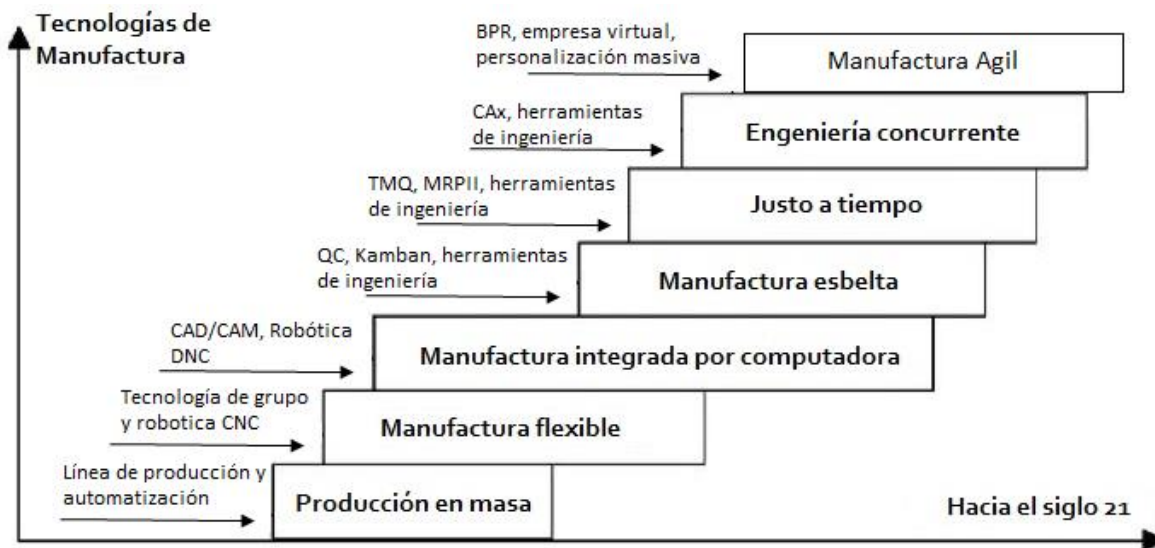 Tecnologías de
Manufactura
BPR, empresa virtual,
personalización masiva
Manufactura Agil
CAx, herramientas
de ingeniería
Engeniería concurrente
TMQ, MRPII, herramientas
de ingeniería
Justo a tiempo
QC, Kamban, herramientas
de ingeniería
Manufactura esbelta
CAD/CAM, Robótica
DNC
Manufactura integrada por computadora
Tecnología de grupo
y robotica CNC
Manufactura flexible
Línea de producción y
automatización
Producción en masa
Hacia el siglo 21